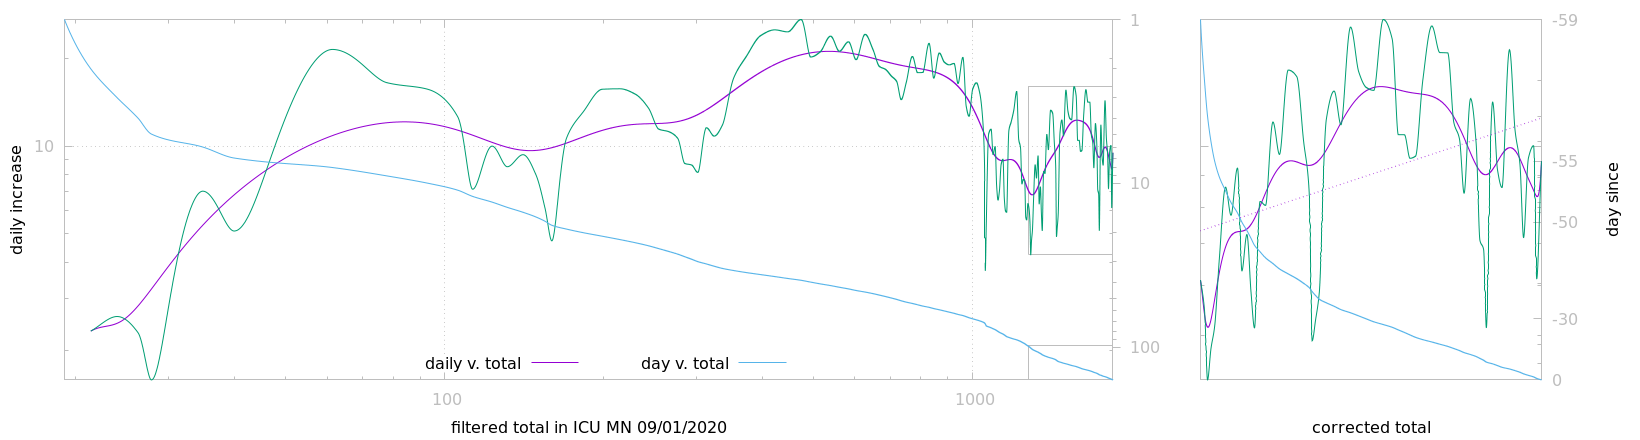 1
-59
10
daily increase
10
-55
-50
day since
-30
daily v. total
day v. total
100
0
100
1000
filtered total in ICU MN 09/01/2020
corrected total